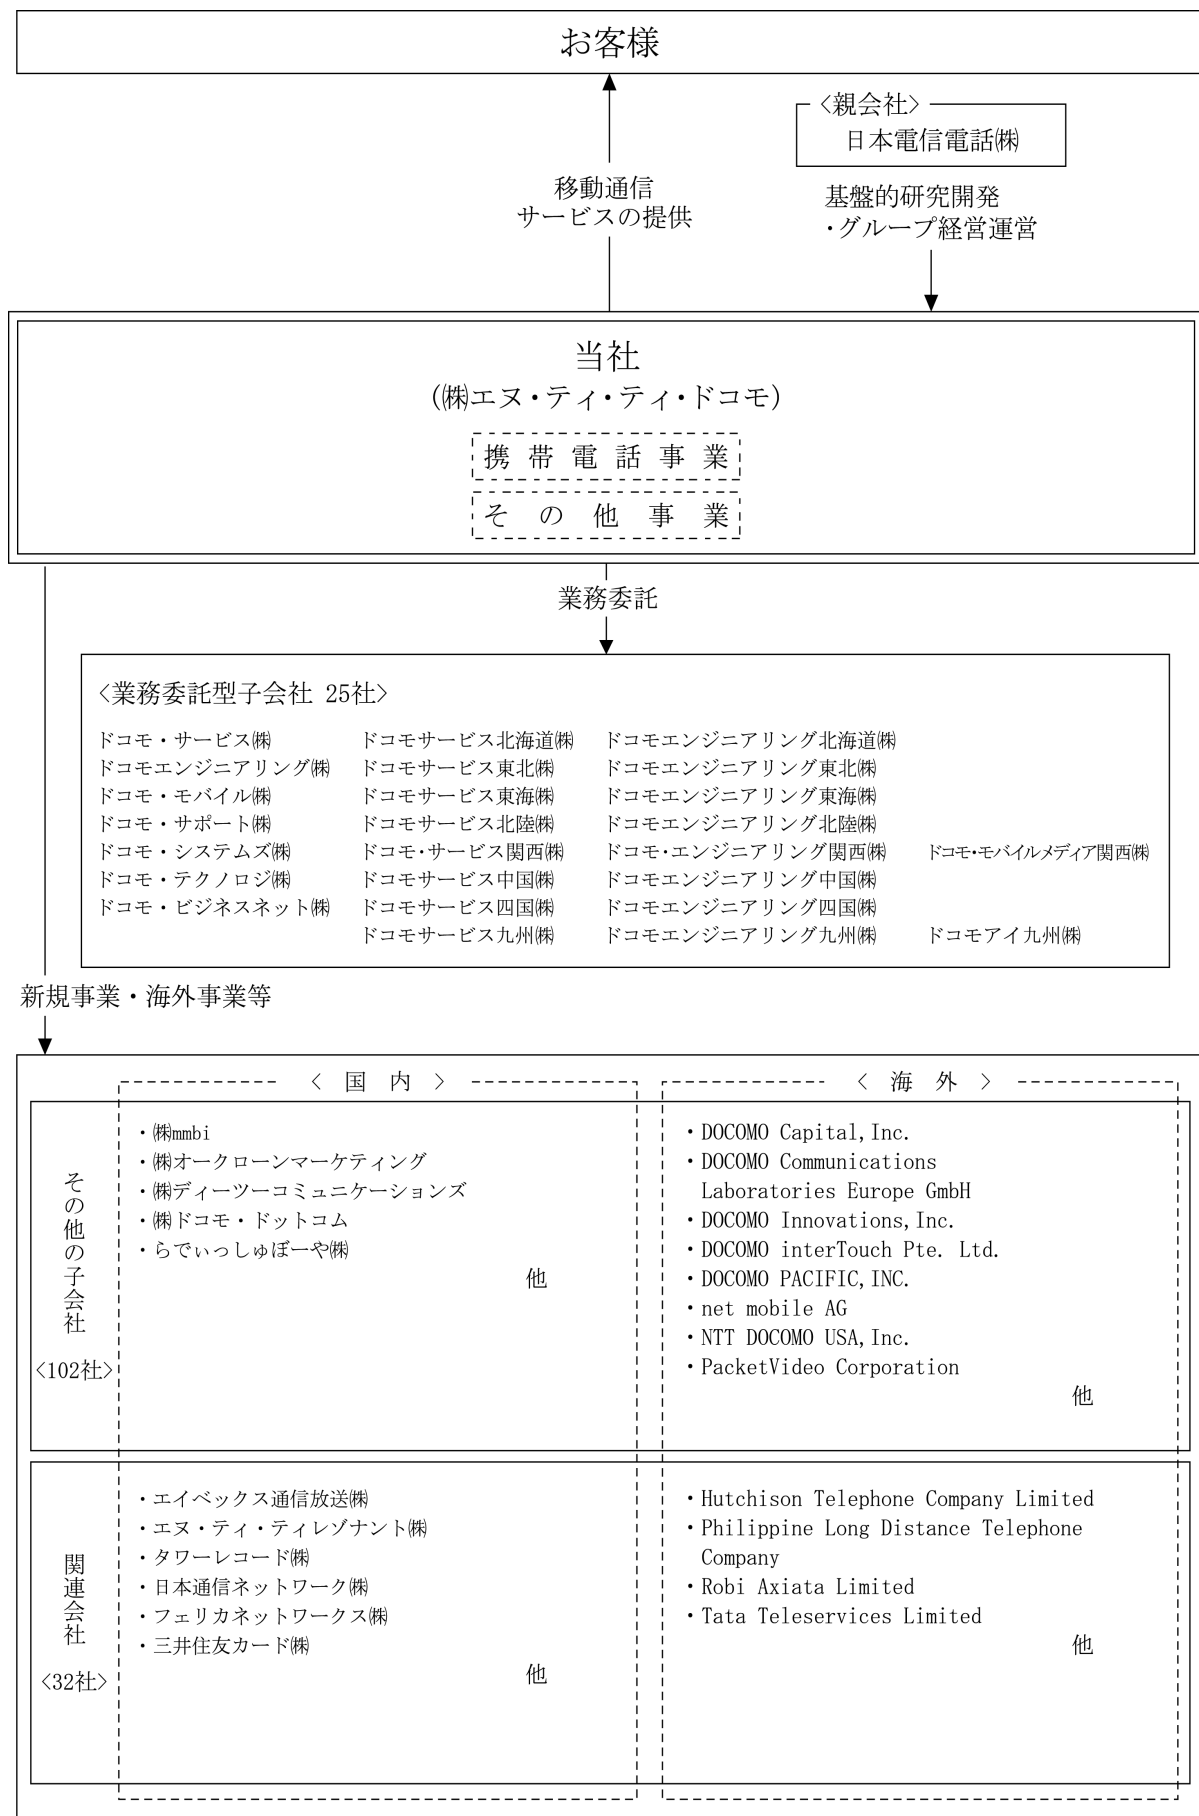 お客様
〈親会社〉
日本電信電話㈱
移動通信
サービスの提供
基盤的研究開発
・グループ経営運営
当社
(㈱エヌ・ティ・ティ・ドコモ)
携帯電話事業
その他事業
業務委託
〈業務委託型子会社 25社〉
ドコモ・サービス㈱ ドコモサービス北海道㈱ ドコモエンジニアリング北海道㈱
ドコモエンジニアリング㈱ ドコモサービス東北㈱ ドコモエンジニアリング東北㈱
ドコモ・モバイル㈱ ドコモサービス東海㈱ ドコモエンジニアリング東海㈱
ドコモ・サポート㈱ ドコモサービス北陸㈱ ドコモエンジニアリング北陸㈱
ドコモ・システムズ㈱ ドコモ・サービス関西㈱ ドコモ・エンジニアリング関西㈱ ドコモ・モバイルメディア関西㈱
ドコモ・テクノロジ㈱ ドコモサービス中国㈱ ドコモエンジニアリング中国㈱
ドコモ・ビジネスネット㈱ ドコモサービス四国㈱ ドコモエンジニアリング四国㈱
ドコモサービス九州㈱ ドコモエンジニアリング九州㈱ ドコモアイ九州㈱
新規事業・海外事業等
〈 国 内 〉
〈 海 外 〉
その他の子会社
〈102社〉
・㈱mmbi
・㈱オークローンマーケティング
・㈱ディーツーコミュニケーションズ
・㈱ドコモ・ドットコム
・らでぃっしゅぼーや㈱
他
・DOCOMO Capital,Inc.
・DOCOMO Communications
Laboratories Europe GmbH
・DOCOMO Innovations,Inc.
・DOCOMO interTouch Pte. Ltd.
・DOCOMO PACIFIC,INC.
・net mobile AG
・NTT DOCOMO USA,Inc.
・PacketVideo Corporation
他
関連会社
〈32社〉
・エイベックス通信放送㈱
・エヌ・ティ・ティレゾナント㈱
・タワーレコード㈱
・日本通信ネットワーク㈱
・フェリカネットワークス㈱
・三井住友カード㈱
他
・Hutchison Telephone Company Limited
・Philippine Long Distance Telephone
Company
・Robi Axiata Limited
・Tata Teleservices Limited
他